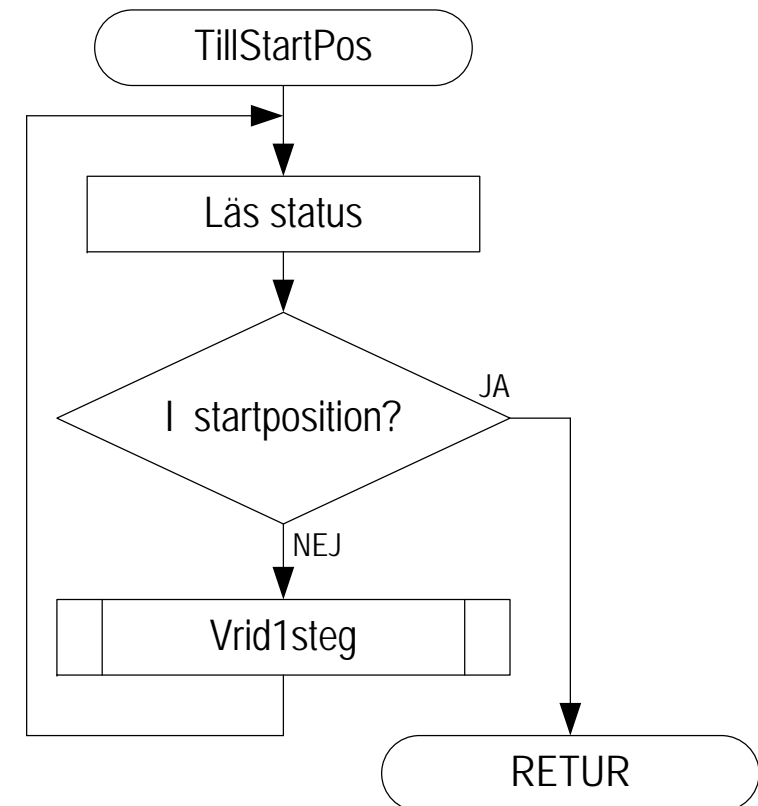 TillStartPos
Läs status
I startposition?
JA
NEJ
Vrid1steg
RETUR